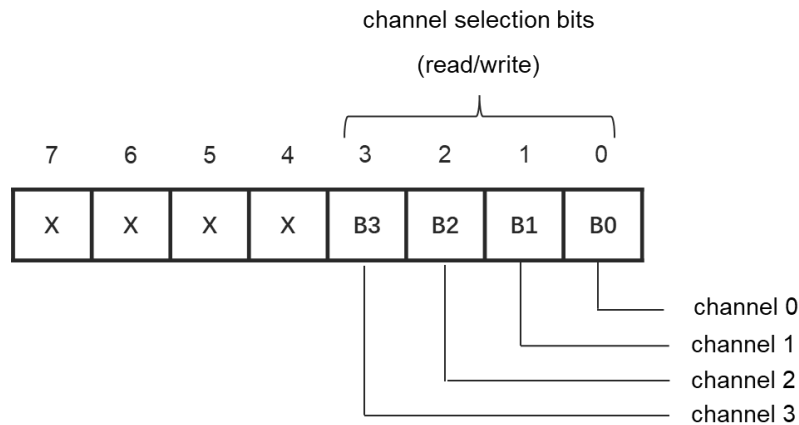 channel selection bits
(read/write)
7 6 5 4 3 2 1 0
X X X X B3 B2 B1 B0
channel 0
channel 1
channel 2
channel 3